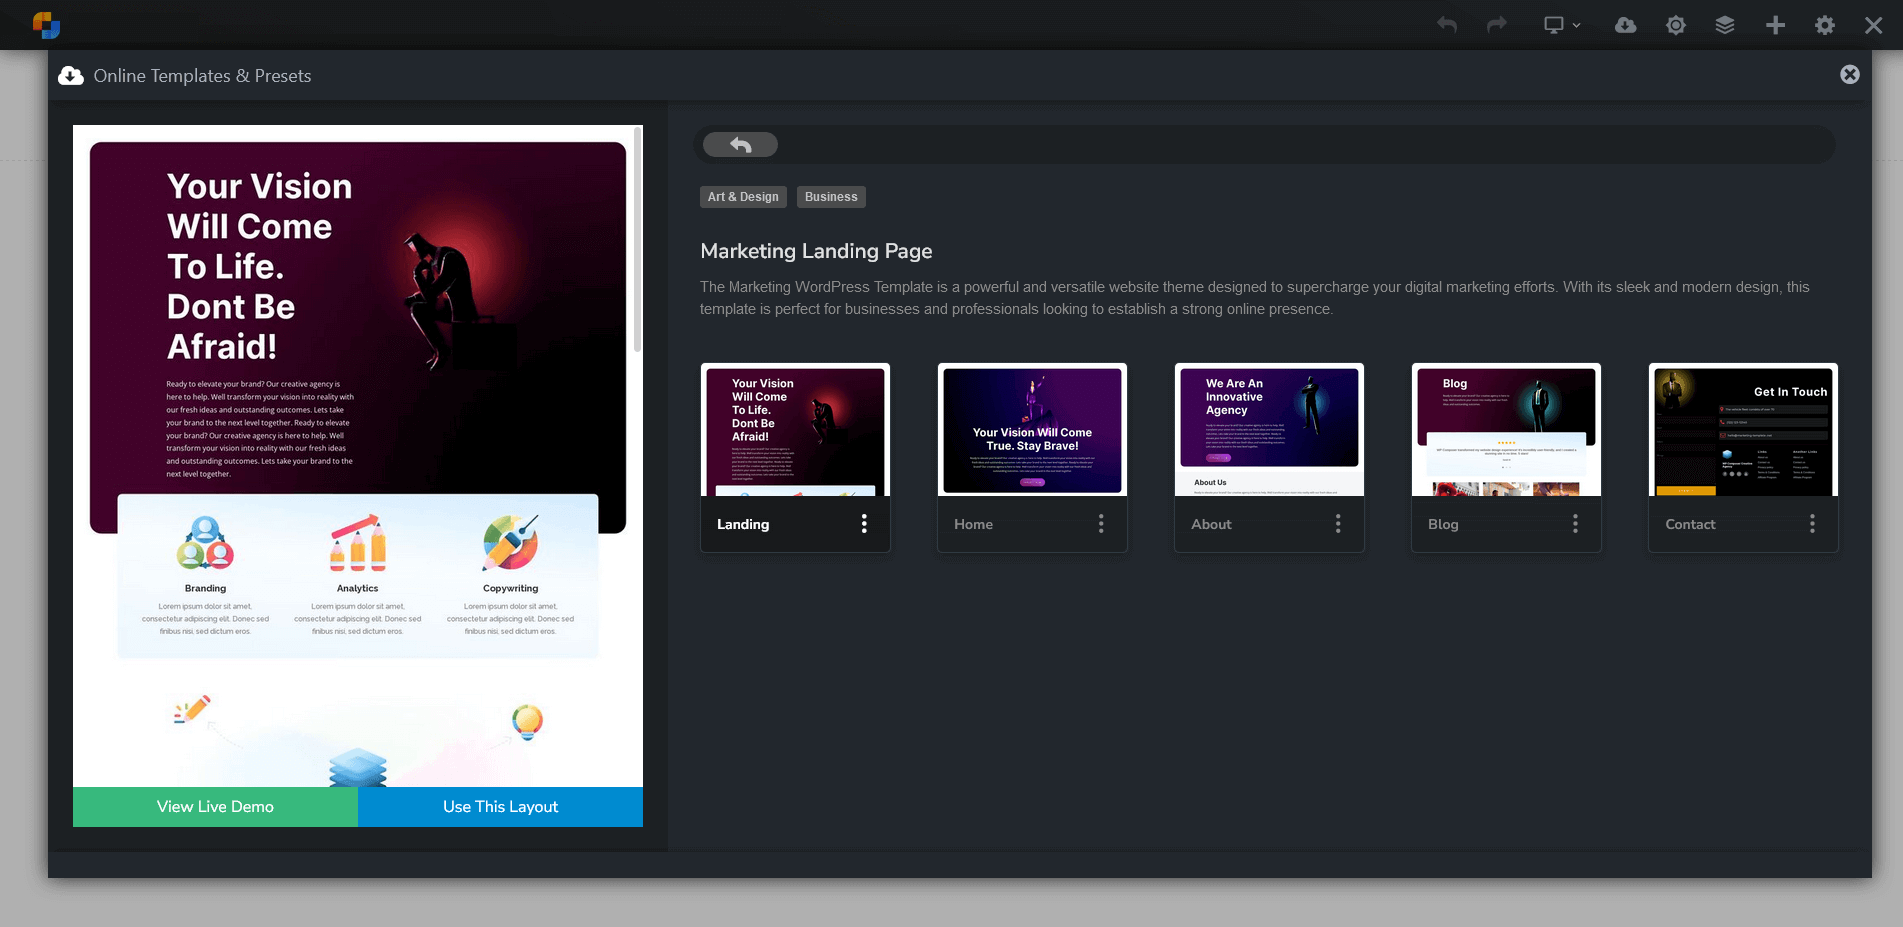 Online Templates & Presets
Your Vision
Will Come
To Life.
Dont Be
Afraid!
Ready to elevate your brand? Our creative agency is
here to help. Well transform your vision into reality with
our fresh ideas and outstanding outcomes. Lets take
your brand to the next level together. Ready to elevate
your brand? Our creative agency is here to help. Well
transform your vision into reality with our fresh ideas
and outstanding outcomes. Lets take your brand to the
next level together.
Branding
Lorem ipsum dolor sit amet,
consectetur adipiscing elit. Donec sed
finibus nisi, sed dictum eros.
Analytics
Lorem ipsum dolor sit amet,
consectetur adipiscing elit. Donec sed
finibus nisi, sed dictum eros.
Copywriting
Lorem ipsum dolor sit amet,
consectetur adipiscing elit. Donec sed
finibus nisi, sed dictum eros.
View Live Demo
Use This Layout
Art & Design
Business
Marketing Landing Page
The Marketing WordPress Template is a powerful and versatile website theme designed to supercharge your digital marketing efforts. With its sleek and modern design, this
template is perfect for businesses and professionals looking to establish a strong online presence.
Your Vision
Will Come
To Life.
Dont Be
Afraid!
Landing
Your Vision Will Come
True. Stay Brave!
Home
We Are An
Innovative
Agency
About Us
About
Blog
Blog
Get In Touch
Contact